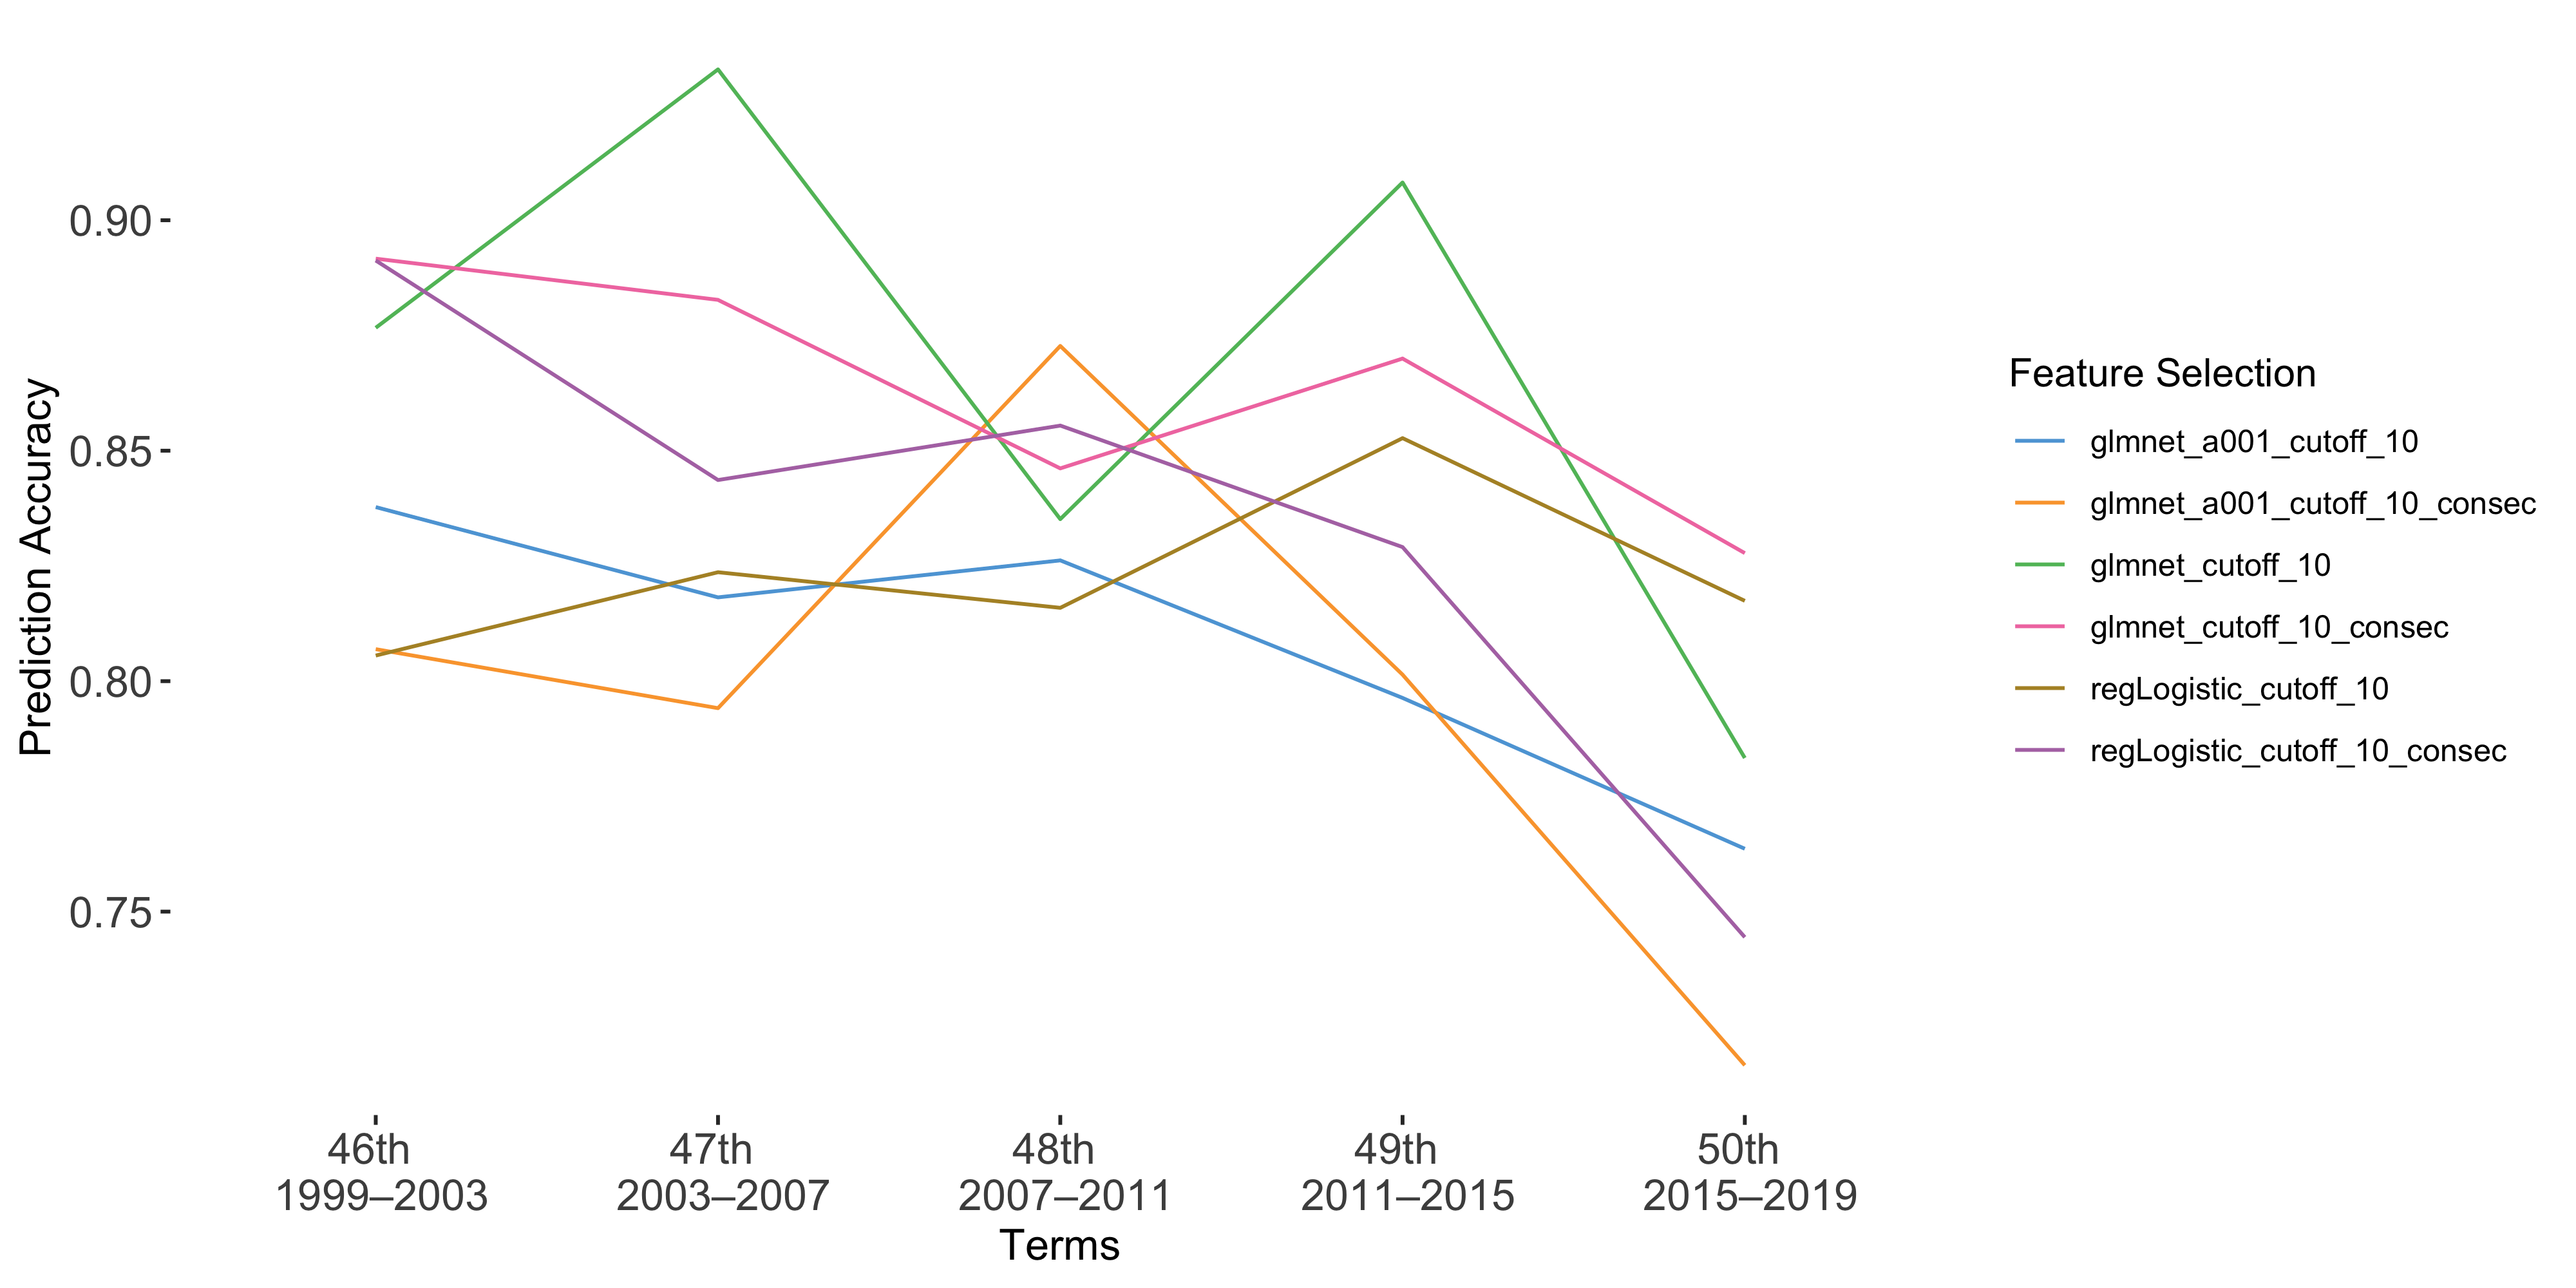 Prediction Accuracy
0.90
0.85
0.80
0.75
46th
1999–2003
47th
2003–2007
48th
2007–2011
49th
2011–2015
50th
2015–2019
Terms
Feature Selection
glmnet_a001_cutoff_10
glmnet_a001_cutoff_10_consec
glmnet_cutoff_10
glmnet_cutoff_10_consec
regLogistic_cutoff_10
regLogistic_cutoff_10_consec